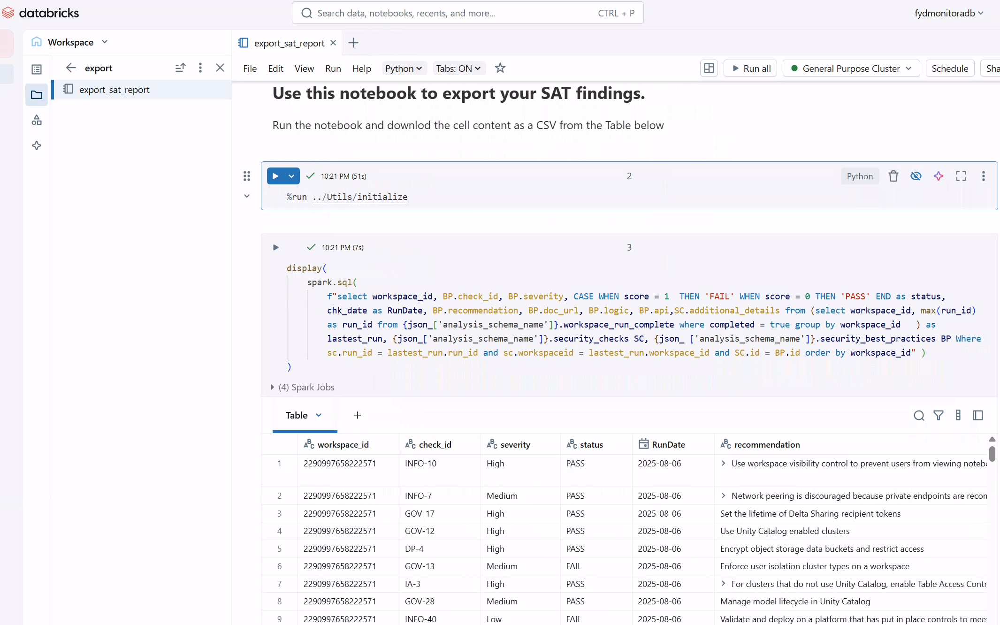 databricks
Search data, notebooks, recents, and more...
CTRL + P
fydmonitoradb
Workspace
export_sat_report
export
File
Edit
View
Run
Help
Python
Tabs: ON
Run all
General Purpose Cluster
Schedule
Sha
export_sat_report
Use this notebook to export your SAT findings.
Run the notebook and downlod the cell content as a CSV from the Table below
10:21 PM (51s)
2
Python
%run ../Utils/initialize
10:21 PM (7s)
3
display(
spark.sql(
f"select workspace_id, BP.check_id, BP.severity, CASE WHEN score = 1  THEN 'FAIL' WHEN score = 0 THEN 'PASS' END as status,
chk_date as RunDate, BP.recommendation, BP.doc_url, BP.logic, BP.api,SC.additional_details from (select workspace_id, max(run_id)
as run_id from {json_['analysis_schema_name']}.workspace_run_complete where completed = true group by workspace_id   ) as
lastest_run, {json_['analysis_schema_name']}.security_checks SC, {json_ ['analysis_schema_name']}.security_best_practices BP Where
sc.run_id = lastest_run.run_id and sc.workspaceid = lastest_run.workspace_id and SC.id = BP.id order by workspace_id" )
)
(4) Spark Jobs
Table
workspace_id check_id severity status RunDate recommendation
1 2290997658222571 INFO-10 High PASS 2025-08-06 Use workspace visibility control to prevent users from viewing noteb
2 2290997658222571 INFO-7 Medium PASS 2025-08-06 Network peering is discouraged because private endpoints are recom
3 2290997658222571 GOV-17 High PASS 2025-08-06 Set the lifetime of Delta Sharing recipient tokens
4 2290997658222571 GOV-12 High PASS 2025-08-06 Use Unity Catalog enabled clusters
5 2290997658222571 DP-4 High PASS 2025-08-06 Encrypt object storage data buckets and restrict access
6 2290997658222571 GOV-13 Medium FAIL 2025-08-06 Enforce user isolation cluster types on a workspace
7 2290997658222571 IA-3 High PASS 2025-08-06 For clusters that do not use Unity Catalog, enable Table Access Contr
8 2290997658222571 GOV-28 Medium PASS 2025-08-06 Manage model lifecycle in Unity Catalog
9 2290997658222571 INFO-40 Low FAIL 2025-08-06 Validate and deploy on a platform that has put in place controls to mee